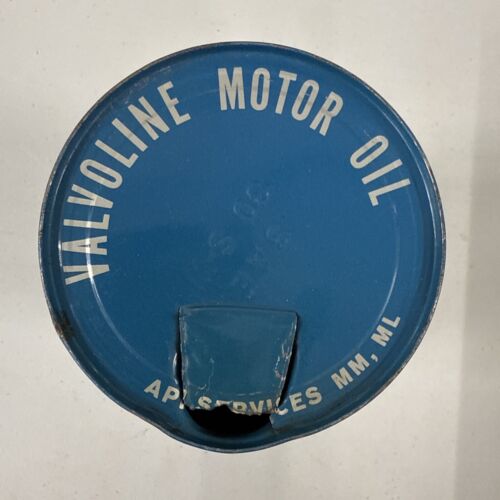 VALVOLINE MOTOR OIL
API SERVICES MM, ML